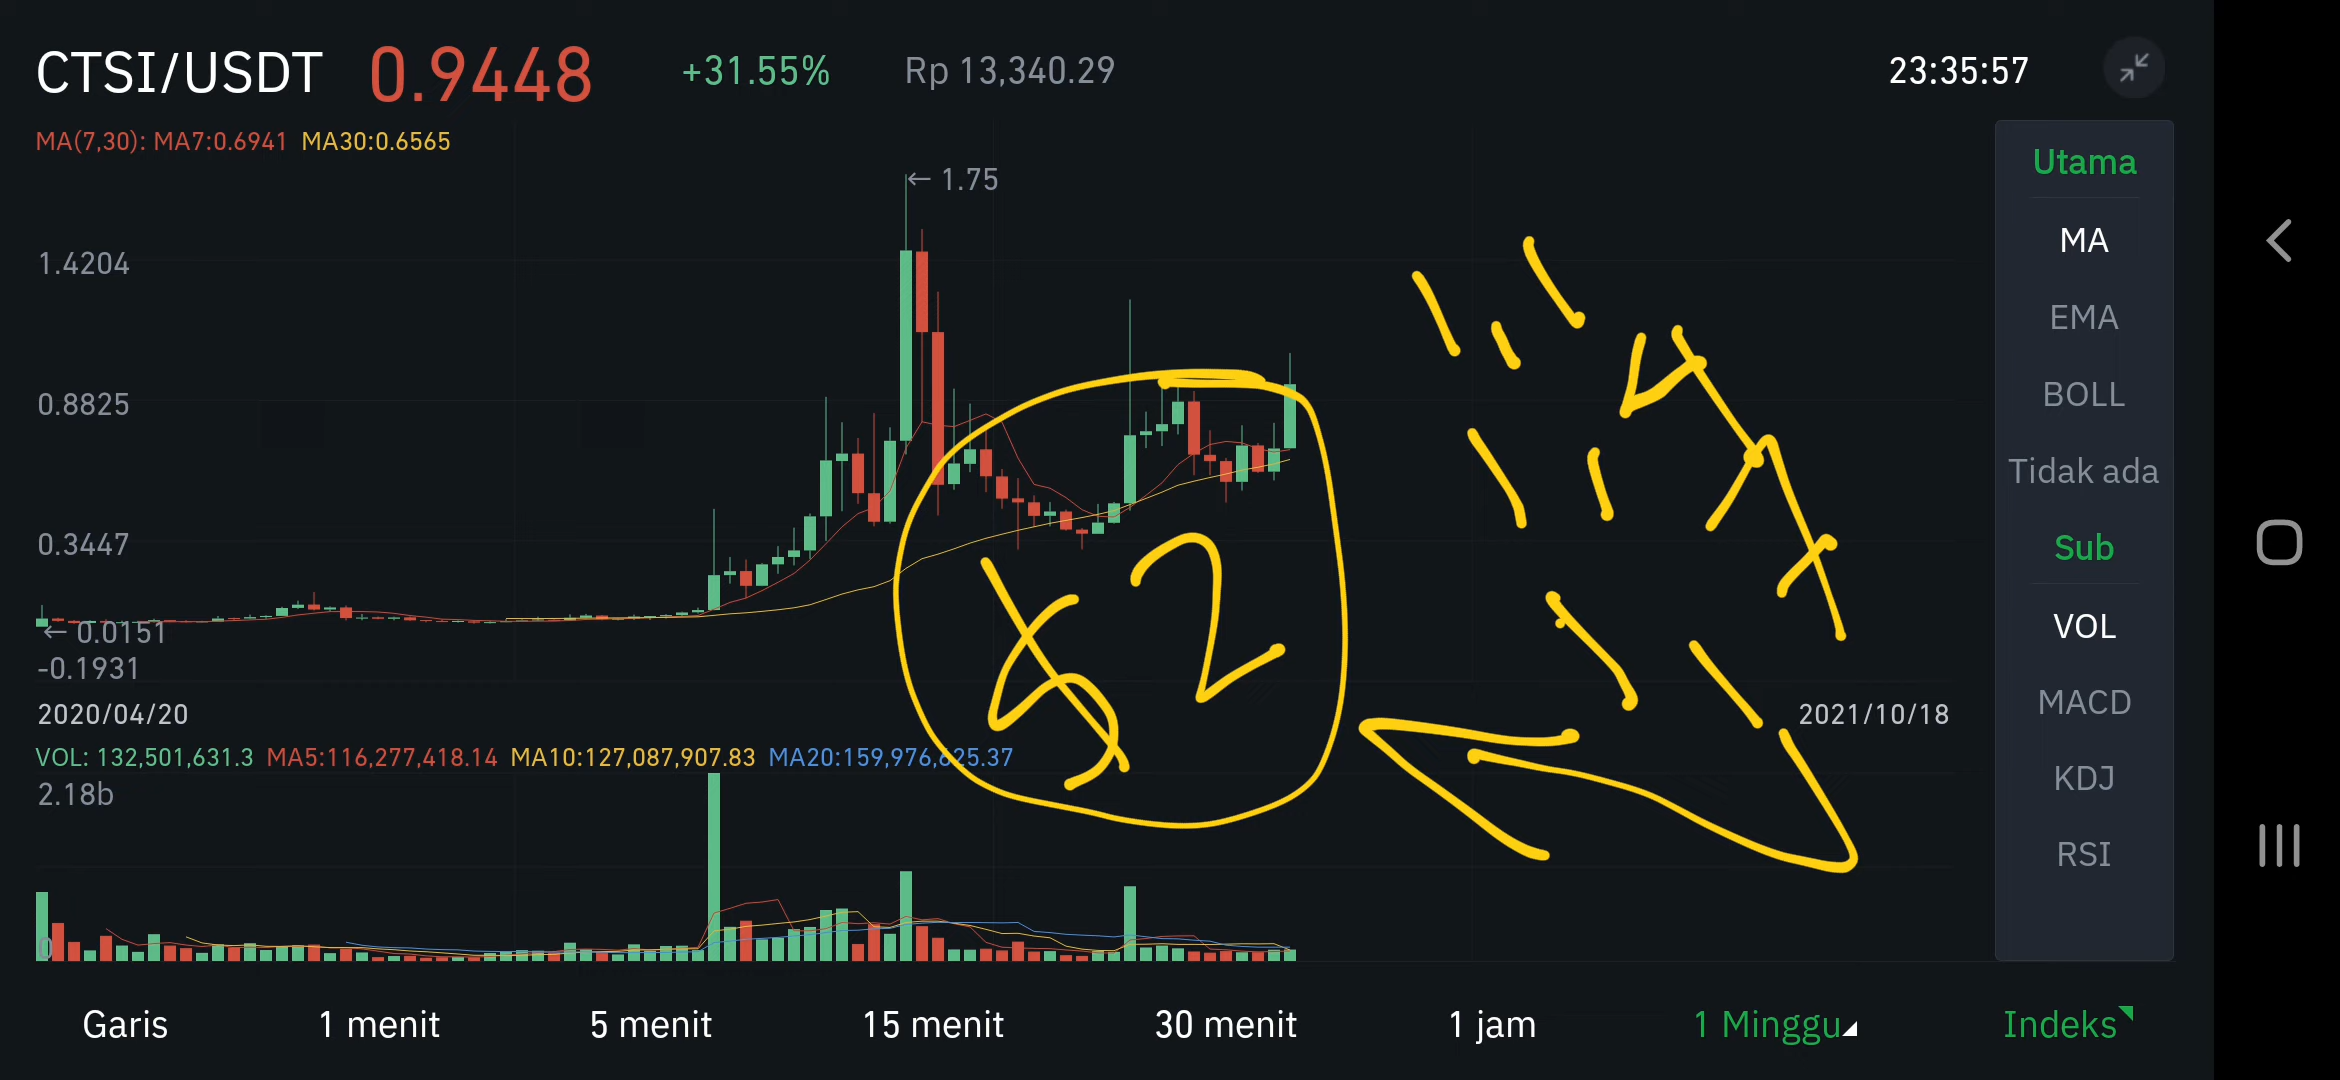 CTSI/USDT 0.9448 +31.55% Rp 13,340.29 23:35:57
MA(7,30): MA7:0.6941 MA30:0.6565
← 1.75
1.4204
0.8825
0.3447
← 0.0151
-0.1931
2020/04/20 2021/10/18
VOL: 132,501,631.3 MA5:116,277,418.14 MA10:127,087,907.83 MA20:159,976,625.37
2.18b
0
2
Utama
MA
EMA
BOLL
Tidak ada
Sub
VOL
MACD
KDJ
RSI
Garis 1 menit 5 menit 15 menit 30 menit 1 jam 1 Minggu Indeks